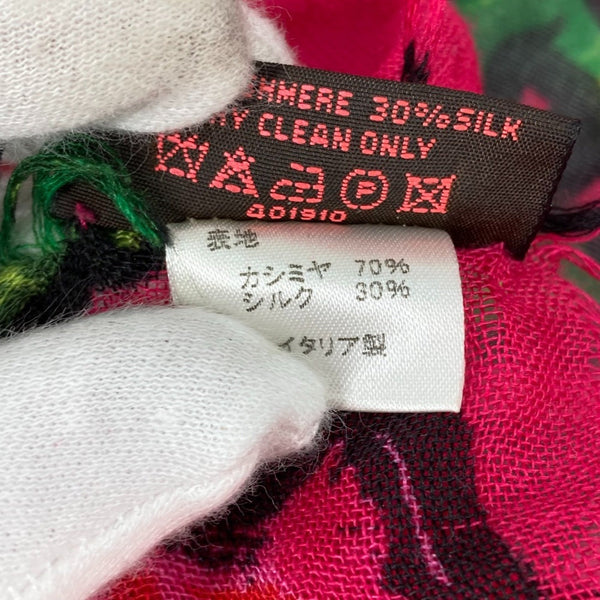 HMERE 30% SILK
CLEAN ONLY
P
401910
表地
カシミヤ 70%
シルク 30%
イタリア製